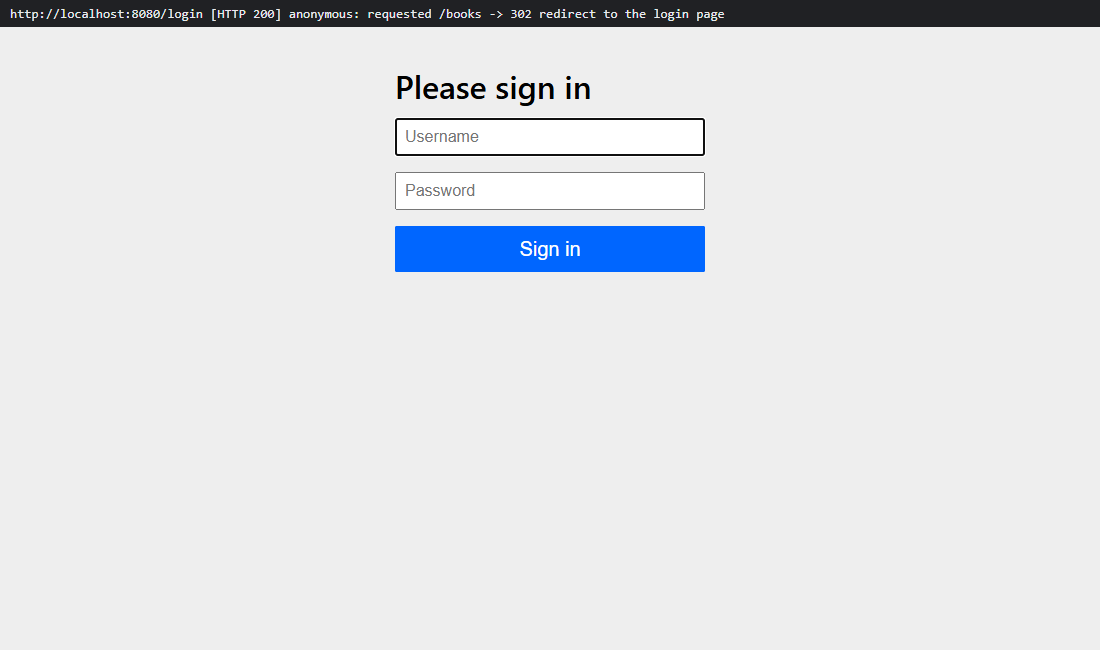 http://localhost:8080/login [HTTP 200] anonymous: requested /books -> 302 redirect to the login page
Please sign in
Username
Password
Sign in